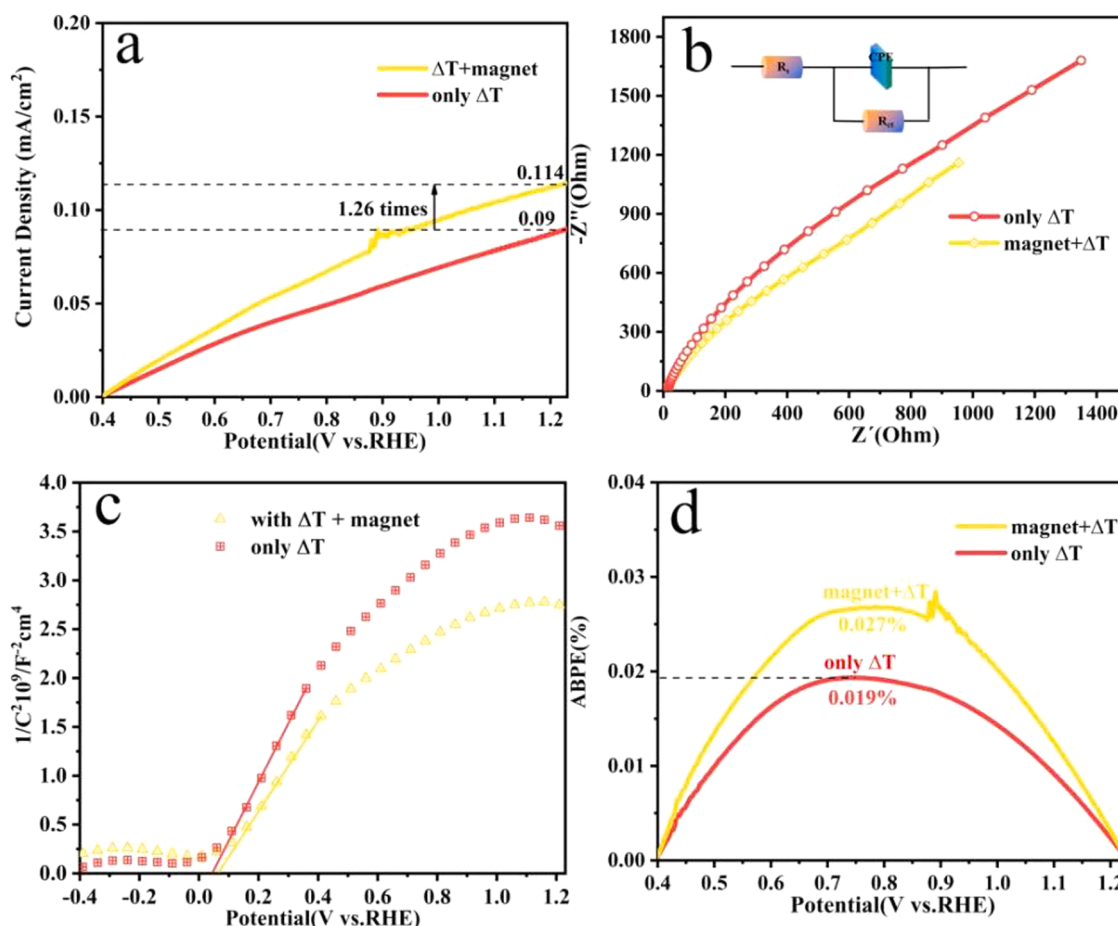 a
Current Density (mA/cm²)
0.20
0.15
0.10
0.05
0.00
ΔT+magnet
only ΔT
0.114
1.26 times
0.09
0.4 0.5 0.6 0.7 0.8 0.9 1.0 1.1 1.2
Potential(V vs.RHE)
b
-Z''(Ohm)
1800
1500
1200
900
600
300
0
Rs
CPE
Rct
only ΔT
magnet+ΔT
0 200 400 600 800 1000 1200 1400
Z´(Ohm)
c
1/C²10⁹/F⁻²cm⁴
4.0
3.5
3.0
2.5
2.0
1.5
1.0
0.5
0.0
with ΔT + magnet
only ΔT
-0.4 -0.2 0.0 0.2 0.4 0.6 0.8 1.0 1.2
Potential(V vs.RHE)
d
ABPE(%)
0.04
0.03
0.02
0.01
0.00
magnet+ΔT
only ΔT
magnet+ΔT
0.027%
only ΔT
0.019%
0.4 0.5 0.6 0.7 0.8 0.9 1.0 1.1 1.2
Potential(V vs.RHE)